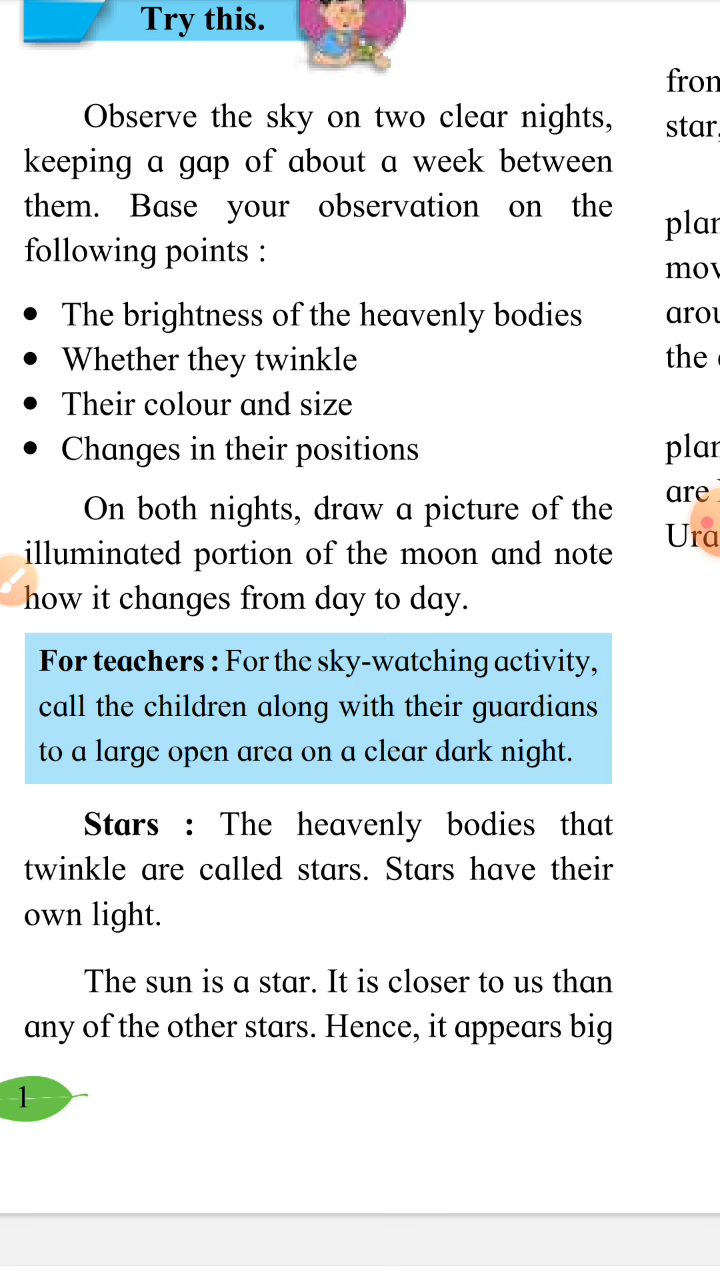 Try this.
Observe the sky on two clear nights,
keeping a gap of about a week between
them. Base your observation on the
following points :
• The brightness of the heavenly bodies
• Whether they twinkle
• Their colour and size
• Changes in their positions
On both nights, draw a picture of the
illuminated portion of the moon and note
how it changes from day to day.
For teachers : For the sky-watching activity,
call the children along with their guardians
to a large open area on a clear dark night.
Stars : The heavenly bodies that
twinkle are called stars. Stars have their
own light.
The sun is a star. It is closer to us than
any of the other stars. Hence, it appears big
1
star,
the
are